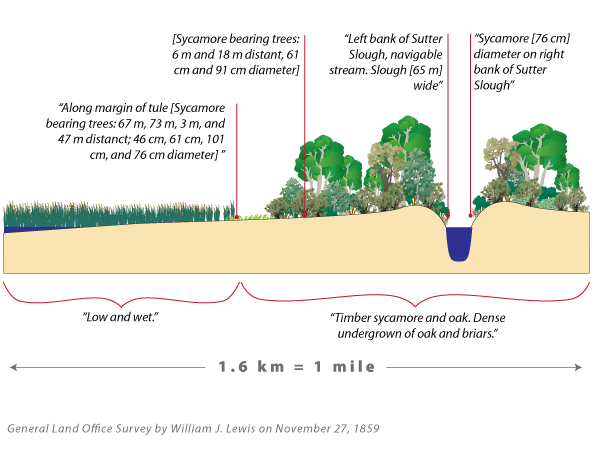 [Sycamore bearing trees:
6 m and 18 m distant, 61
cm and 91 cm diameter]
“Left bank of Sutter
Slough, navigable
stream. Slough [65 m]
wide”
“Sycamore [76 cm]
diameter on right
bank of Sutter
Slough”
“Along margin of tule [Sycamore
bearing trees: 67 m, 73 m, 3 m, and
47 m distanct; 46 cm, 61 cm, 101
cm, and 76 cm diameter] ”
“Low and wet.”
“Timber sycamore and oak. Dense
undergrown of oak and briars.”
1.6 km = 1 mile
General Land Office Survey by William J. Lewis on November 27, 1859